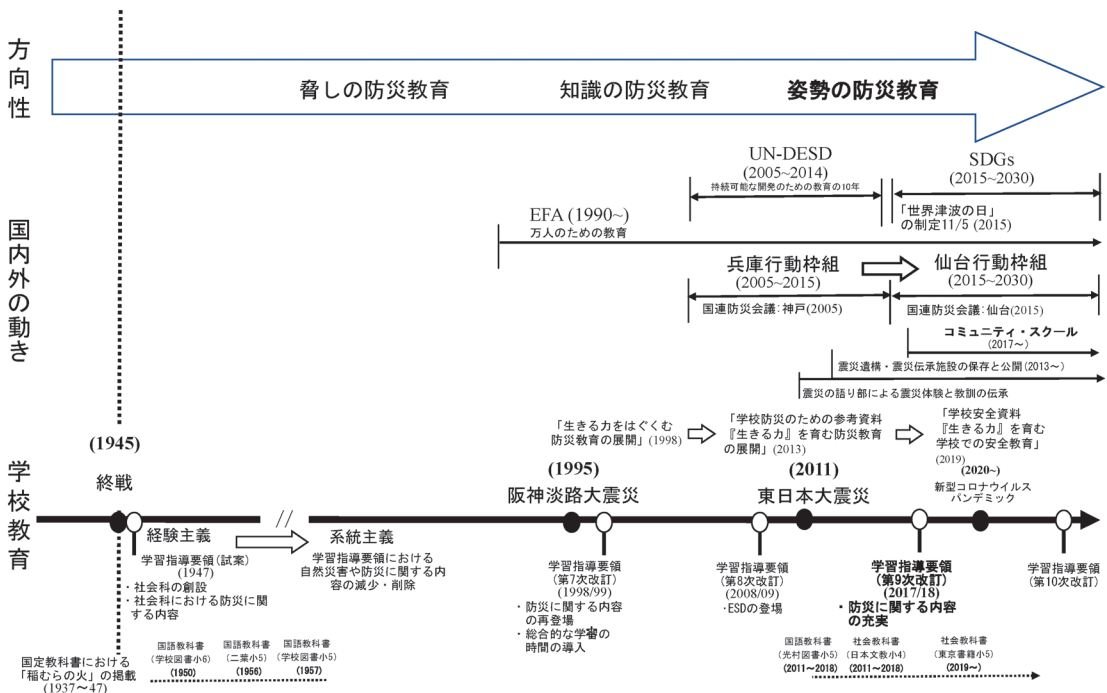 方向性
脅しの防災教育
知識の防災教育
姿勢の防災教育
国内外の動き
UN-DESD
(2005~2014)
持続可能な開発のための教育の10年
SDGs
(2015~2030)
「世界津波の日」
の制定11/5 (2015)
EFA (1990~)
万人のための教育
兵庫行動枠組
(2005~2015)
国連防災会議:神戸(2005)
仙台行動枠組
(2015~2030)
国連防災会議:仙台(2015)
コミュニティ・スクール
(2017～)
震災遺構・震災伝承施設の保存と公開(2013～)
震災の語り部による震災体験と教訓の伝承
学校教育
「生きる力をはぐくむ
防災教育の展開」(1998)
「学校防災のための参考資料
『生きる力』を育む防災教育
の展開」(2013)
「学校安全資料
『生きる力』を育む
学校での安全教育」
(2019)
(1945)
終戦
(1995)
阪神淡路大震災
(2011)
東日本大震災
(2020~)
新型コロナウイルス
パンデミック
経験主義
//
系統主義
学習指導要領(試案)
(1947)
・社会科の創設
・社会科における防災に関
する内容
学習指導要領における
自然災害や防災に関する内
容の減少・削除
学習指導要領
(第7次改訂)
(1998/99)
・防災に関する内容
の再登場
・総合的な学習の
時間の導入
学習指導要領
(第8次改訂)
(2008/09)
・ESDの登場
学習指導要領
(第9次改訂)
(2017/18)
・防災に関する内容
の充実
学習指導要領
(第10次改訂)
国定教科書における
「稲むらの火」の掲載
(1937～47)
国語教科書
(学校図書小6)
(1950)
国語教科書
(二葉小5)
(1956)
国語教科書
(学校図書小5)
(1957)
国語教科書
(光村図書小5)
(2011～2018)
社会教科書
(日本文教小4)
(2011～2018)
社会教科書
(東京書籍小5)
(2019～)